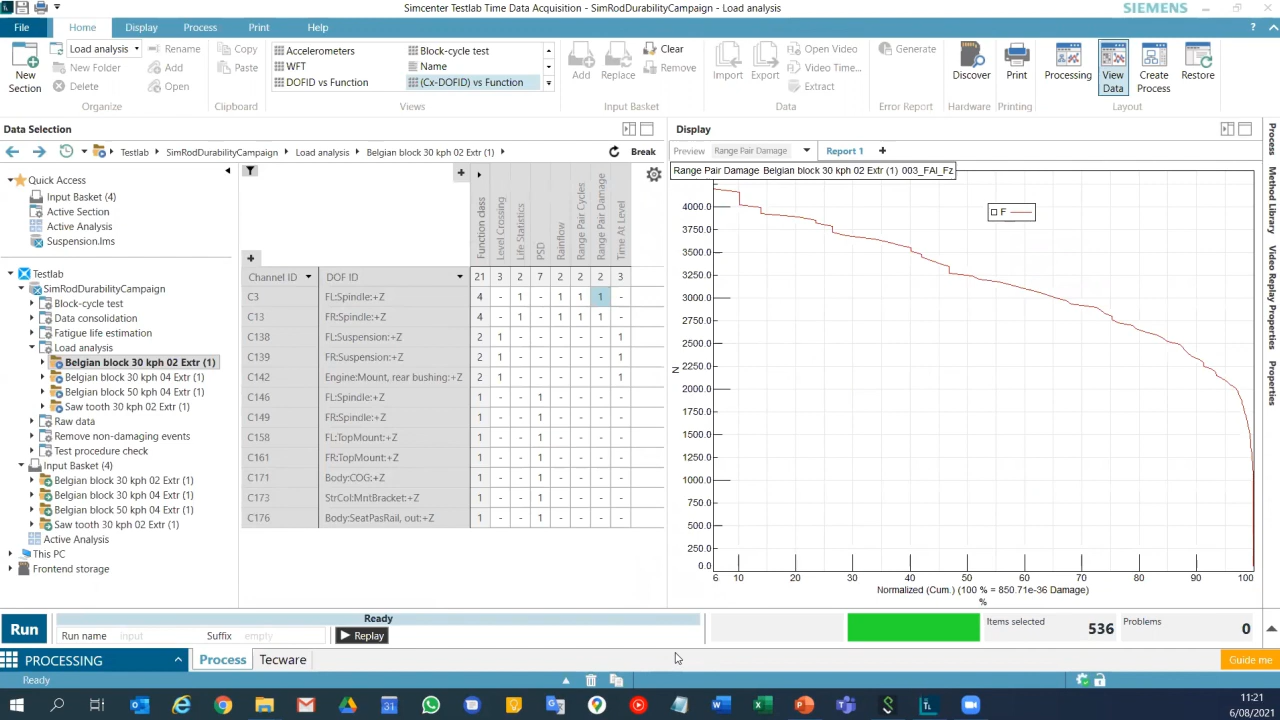 Simcenter Testlab Time Data Acquisition - SimRodDurabilityCampaign - Load analysis
SIEMENS
File Home Display Process Print Help
New Section
Load analysis
New Folder
Delete
Rename
Add
Open
Organize
Copy
Paste
Clipboard
Accelerometers
WFT
DOFID vs Function
Block-cycle test
Name
(Cx-DOFID) vs Function
Views
Add
Replace
Clear
Remove
Input Basket
Import
Export
Open Video
Video Time...
Extract
Data
Generate
Error Report
Discover
Hardware
Print
Printing
Processing
View Data
Create Process
Restore
Layout
Data Selection
Testlab SimRodDurabilityCampaign Load analysis Belgian block 30 kph 02 Extr (1) Break
Quick Access
Input Basket (4)
Active Section
Active Analysis
Suspension.lms
Testlab
SimRodDurabilityCampaign
Block-cycle test
Data consolidation
Fatigue life estimation
Load analysis
Belgian block 30 kph 02 Extr (1)
Belgian block 30 kph 04 Extr (1)
Belgian block 50 kph 04 Extr (1)
Saw tooth 30 kph 02 Extr (1)
Raw data
Remove non-damaging events
Test procedure check
Input Basket (4)
Belgian block 30 kph 02 Extr (1)
Belgian block 30 kph 04 Extr (1)
Belgian block 50 kph 04 Extr (1)
Saw tooth 30 kph 02 Extr (1)
Active Analysis
This PC
Frontend storage
Function class
Level Crossing
Life Statistics
PSD
Rainflow
Range Pair Cycles
Range Pair Damage
Time At Level
Channel ID DOF ID 21 3 2 7 2 2 2 3
C3 FL:Spindle:+Z 4 - 1 - 1 1 1 -
C13 FR:Spindle:+Z 4 - 1 - 1 1 1 -
C138 FL:Suspension:+Z 2 1 - - - - - 1
C139 FR:Suspension:+Z 2 1 - - - - - 1
C142 Engine:Mount, rear bushing:+Z 2 1 - - - - - 1
C146 FL:Spindle:+Z 1 - - 1 - - - -
C149 FR:Spindle:+Z 1 - - 1 - - - -
C158 FL:TopMount:+Z 1 - - 1 - - - -
C161 FR:TopMount:+Z 1 - - 1 - - - -
C171 Body:COG:+Z 1 - - 1 - - - -
C173 StrCol:MntBracket:+Z 1 - - 1 - - - -
C176 Body:SeatPasRail, out:+Z 1 - - 1 - - - -
Display
Preview Range Pair Damage Report 1
Range Pair Damage Belgian block 30 kph 02 Extr (1) 003_FAI_Fz
F
4000.0
3750.0
3500.0
3250.0
3000.0
2750.0
2500.0
2250.0
2000.0
1750.0
1500.0
1250.0
1000.0
750.0
500.0
250.0
0.0
N
6 10 20 30 40 50 60 70 80 90 100
Normalized (Cum.) (100 % = 850.71e-36 Damage)
%
Process
Method Library
Video Replay Properties
Properties
Run
Ready
Run name input Suffix empty Replay
Items selected 536
Problems 0
PROCESSING Process Tecware
Guide me
Ready
11:21
6/08/2021